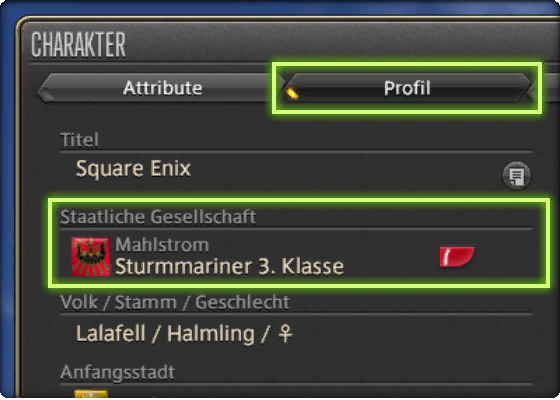 CHARAKTER
Attribute
Profil
Titel
Square Enix
Staatliche Gesellschaft
Mahlstrom
Sturmmariner 3. Klasse
Volk / Stamm / Geschlecht
Lalafell / Halmling / ♀
Anfangsstadt